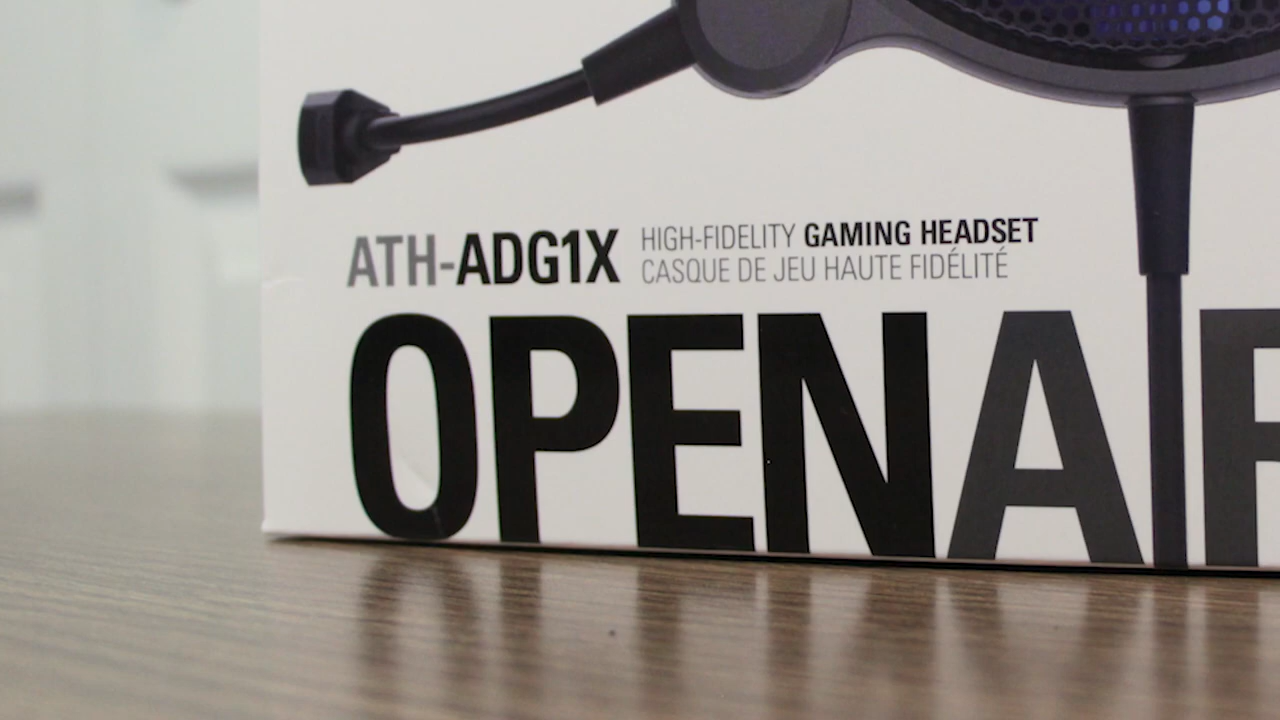 ATH-ADG1X HIGH-FIDELITY GAMING HEADSET
CASQUE DE JEU HAUTE FIDÉLITÉ
OPENA